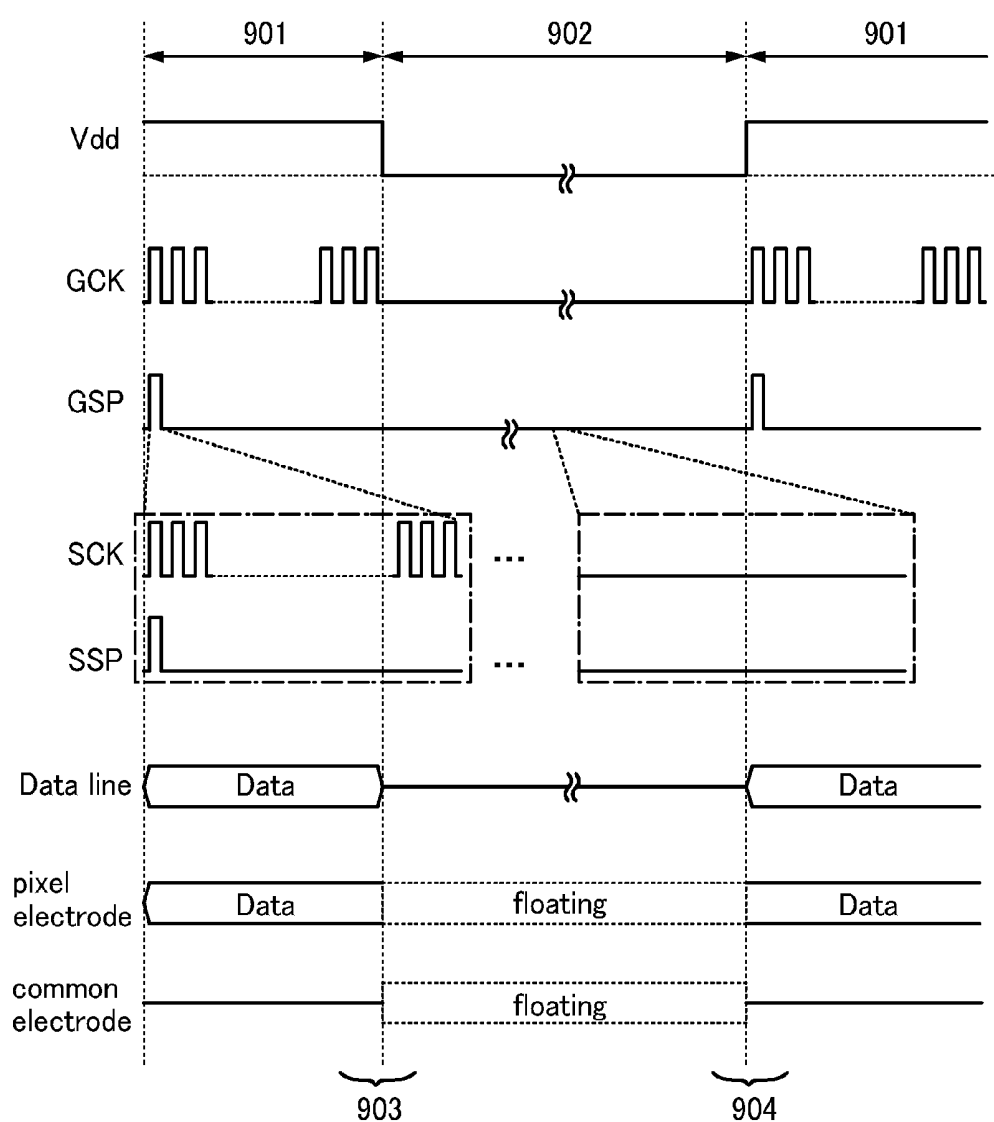 901 902 901
Vdd
GCK
GSP
SCK ...
SSP ...
Data line Data Data
pixel
electrode Data floating Data
common
electrode floating
903 904